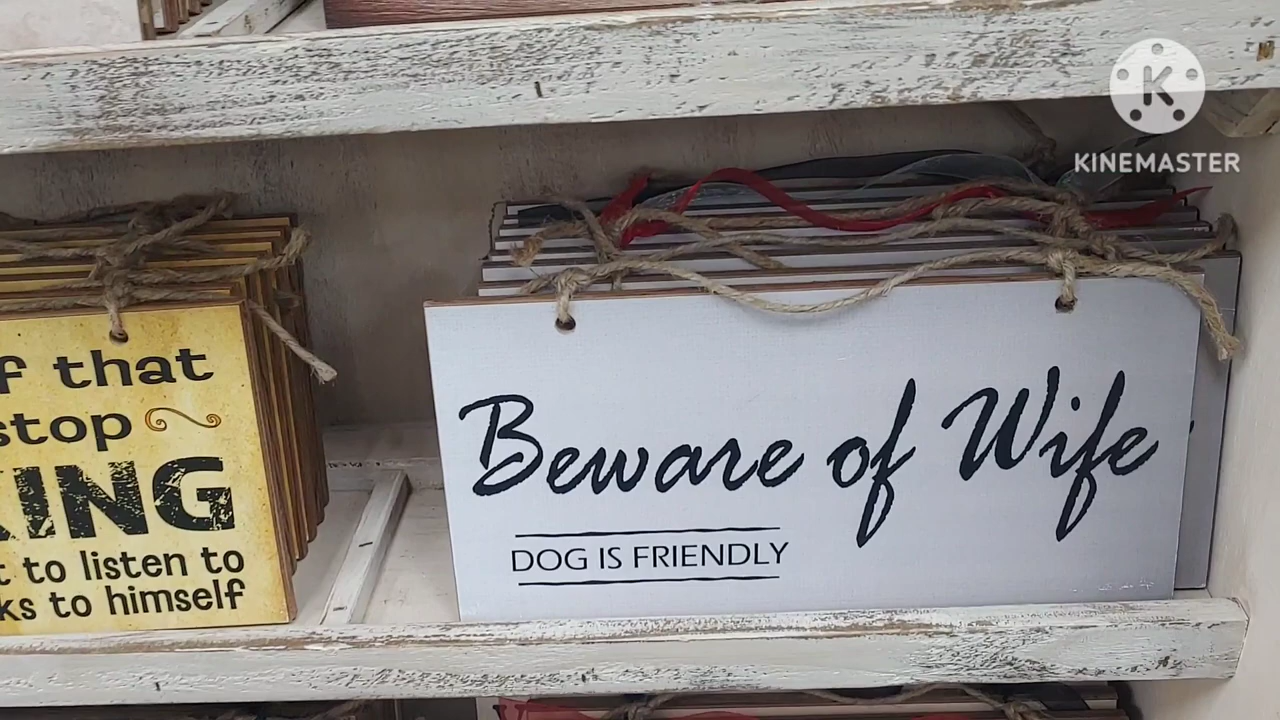 KINEMASTER
f that
stop
ING
to listen to
ks to himself
Beware of Wife
DOG IS FRIENDLY